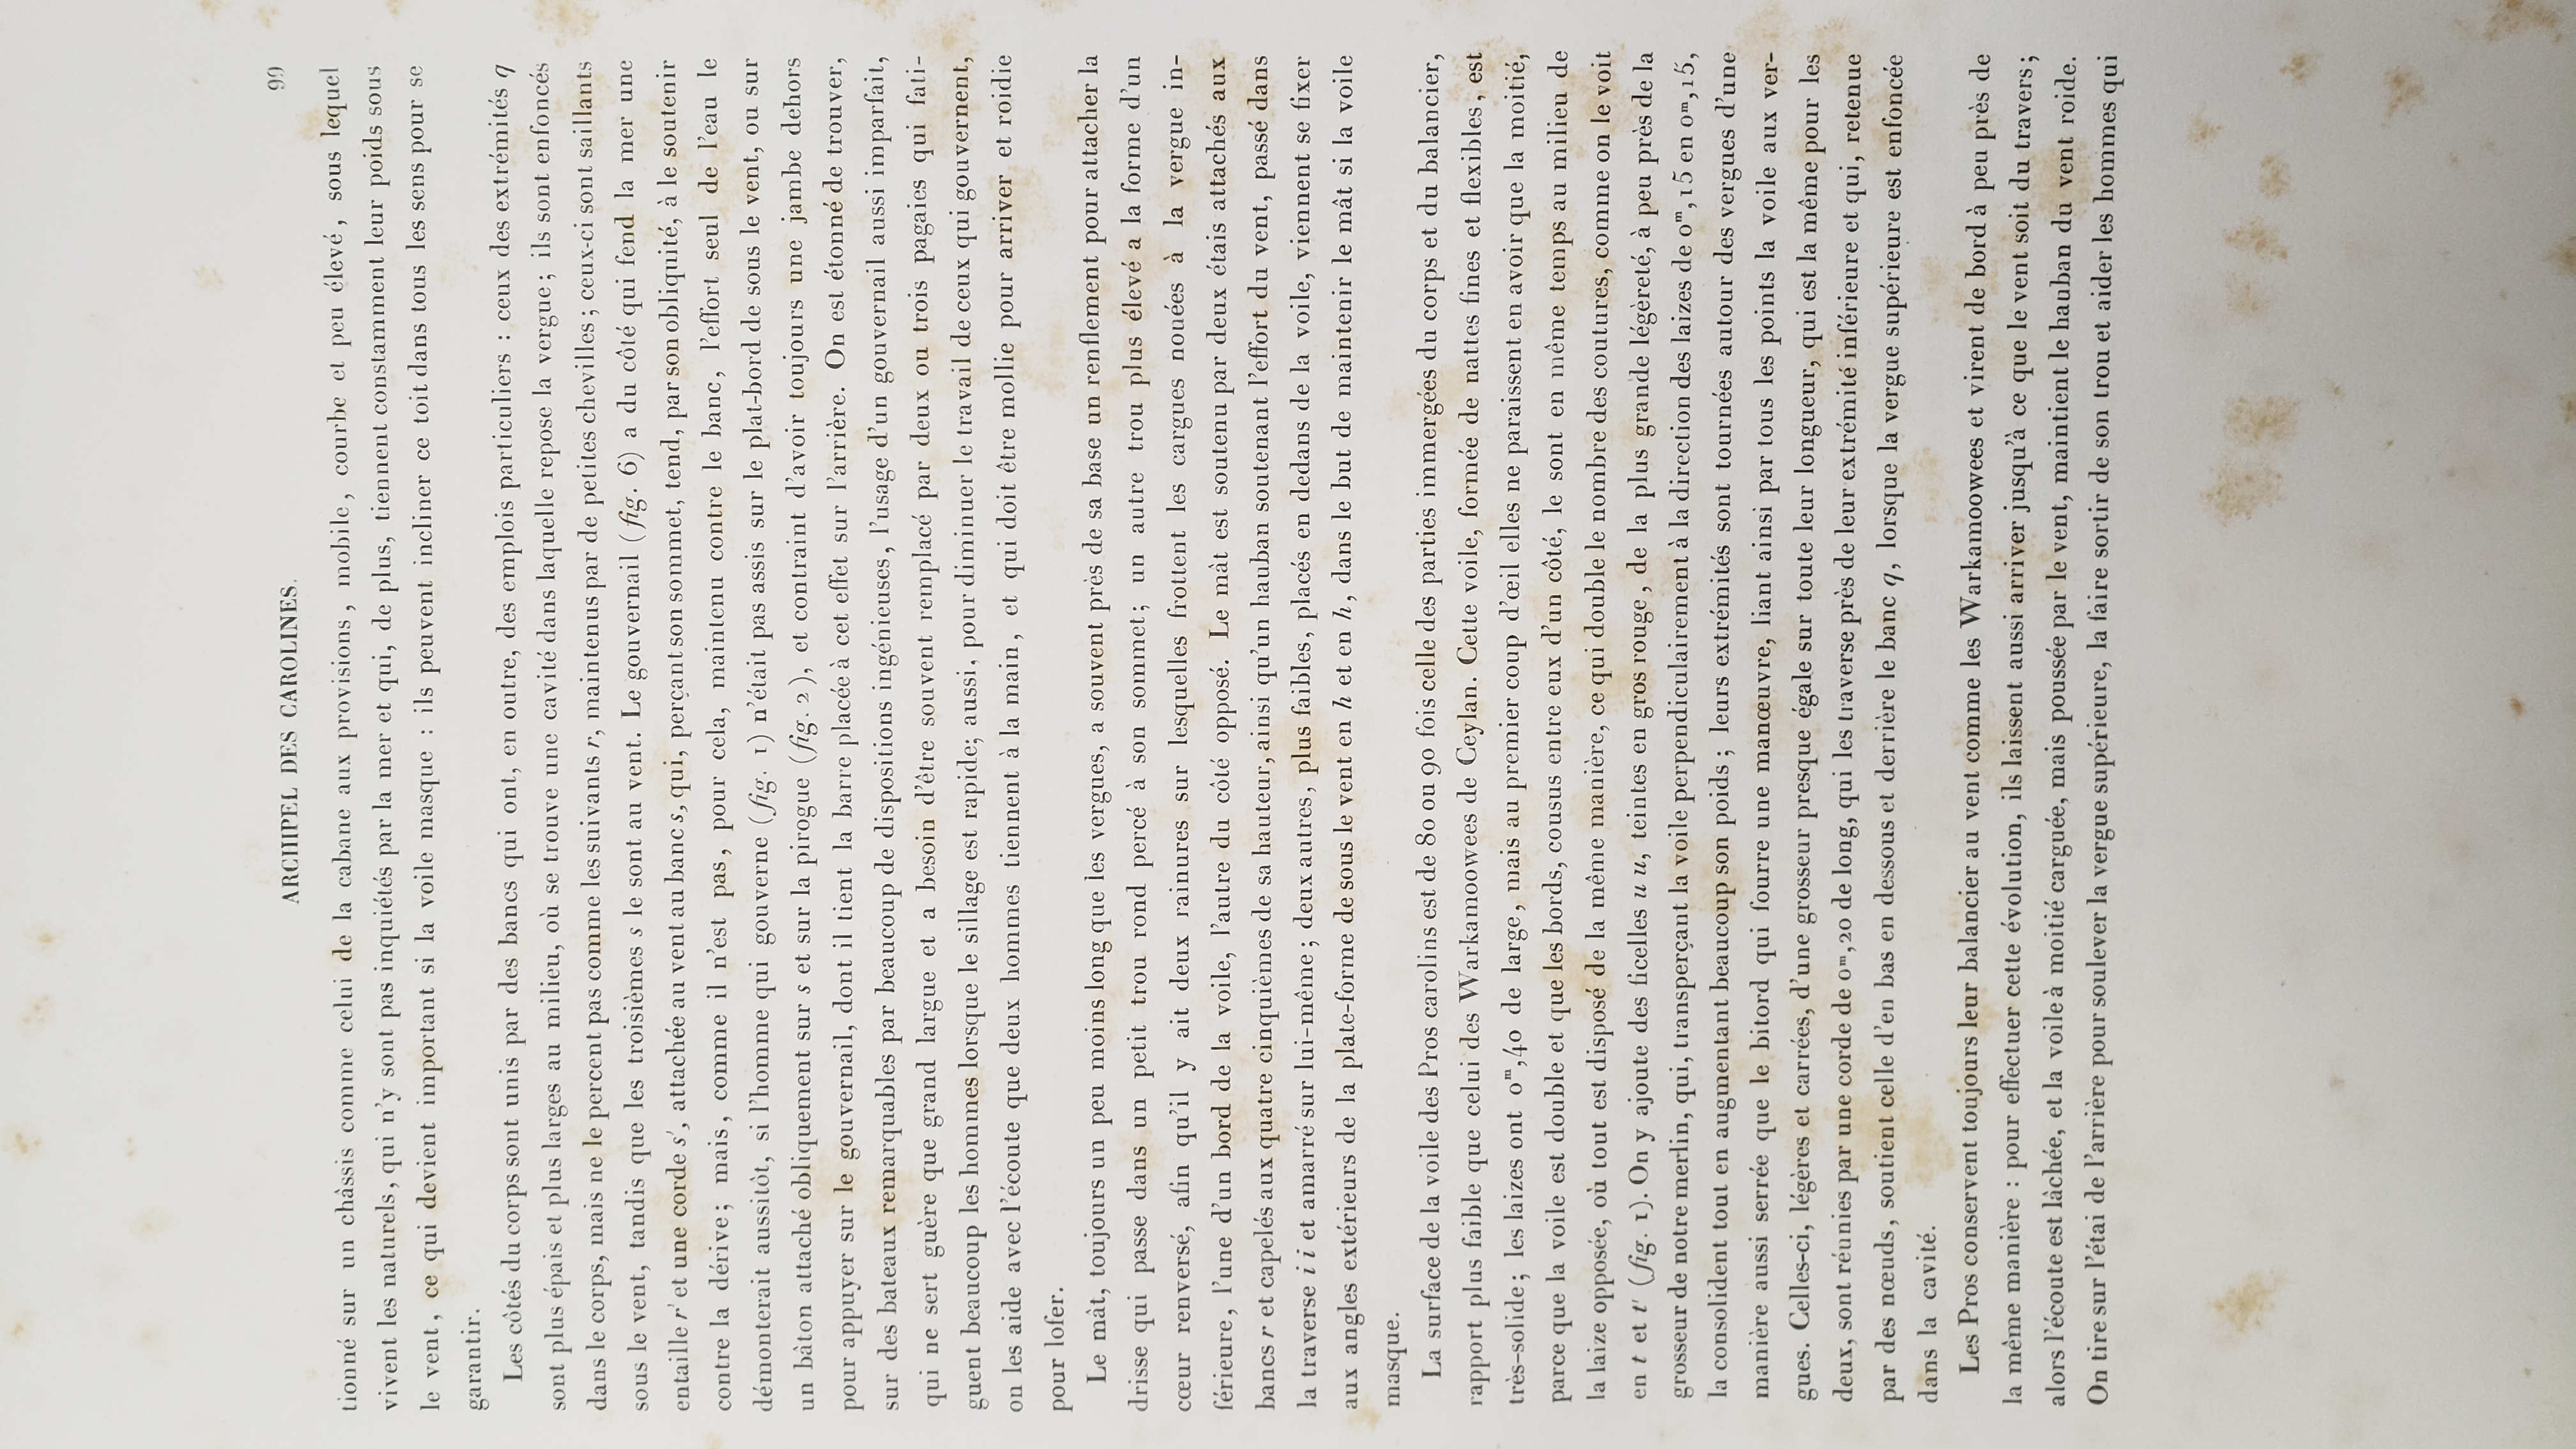 ARCHIPEL DES CAROLINES.
99
tionné sur un châssis comme celui de la cabane aux provisions, mobile, courbe et peu élevé, sous lequel
vivent les naturels, qui n'y sont pas inquiétés par la mer et qui, de plus, tiennent constamment leur poids sous
le vent, ce qui devient important si la voile masque : ils peuvent incliner ce toit dans tous les sens pour se
garantir.
Les côtés du corps sont unis par des bancs qui ont, en outre, des emplois particuliers : ceux des extrémités q
sont plus épais et plus larges au milieu, où se trouve une cavité dans laquelle repose la vergue; ils sont enfoncés
dans le corps, mais ne le percent pas comme les suivants r, maintenus par de petites chevilles; ceux-ci sont saillants
sous le vent, tandis que les troisièmes s le sont au vent. Le gouvernail (fig. 6) a du côté qui fend la mer une
entaille r' et une corde s', attachée au vent au banc s, qui, perçant son sommet, tend, par son obliquité, à le soutenir
contre la dérive; mais, comme il n'est pas, pour cela, maintenu contre le banc, l'effort seul de l'eau le
démonterait aussitôt, si l'homme qui gouverne (fig. 1) n'était pas assis sur le plat-bord de sous le vent, ou sur
un bâton attaché obliquement sur s et sur la pirogue (fig. 2), et contraint d'avoir toujours une jambe dehors
pour appuyer sur le gouvernail, dont il tient la barre placée à cet effet sur l'arrière. On est étonné de trouver,
sur des bateaux remarquables par beaucoup de dispositions ingénieuses, l'usage d'un gouvernail aussi imparfait,
qui ne sert guère que grand largue et a besoin d'être souvent remplacé par deux ou trois pagaies qui fati-
guent beaucoup les hommes lorsque le sillage est rapide; aussi, pour diminuer le travail de ceux qui gouvernent,
on les aide avec l'écoute que deux hommes tiennent à la main, et qui doit être mollie pour arriver et roidie
pour lofer.
Le mât, toujours un peu moins long que les vergues, a souvent près de sa base un renflement pour attacher la
drisse qui passe dans un petit trou rond percé à son sommet; un autre trou plus élevé a la forme d'un
cœur renversé, afin qu'il y ait deux rainures sur lesquelles frottent les cargues nouées à la vergue in-
férieure, l'une d'un bord de la voile, l'autre du côté opposé. Le mât est soutenu par deux étais attachés aux
bancs r et capelés aux quatre cinquièmes de sa hauteur, ainsi qu'un hauban soutenant l'effort du vent, passé dans
la traverse i i et amarré sur lui-même; deux autres, plus faibles, placés en dedans de la voile, viennent se fixer
aux angles extérieurs de la plate-forme de sous le vent en h et en h, dans le but de maintenir le mât si la voile
masque.
La surface de la voile des Pros carolins est de 80 ou 90 fois celle des parties immergées du corps et du balancier,
rapport plus faible que celui des Warkamoowees de Ceylan. Cette voile, formée de nattes fines et flexibles, est
très-solide; les laizes ont 0ᵐ,40 de large, mais au premier coup d'œil elles ne paraissent en avoir que la moitié,
parce que la voile est double et que les bords, cousus entre eux d'un côté, le sont en même temps au milieu de
la laize opposée, où tout est disposé de la même manière, ce qui double le nombre des coutures, comme on le voit
en t et t' (fig. 1). On y ajoute des ficelles u u, teintes en gros rouge, de la plus grande légèreté, à peu près de la
grosseur de notre merlin, qui, transperçant la voile perpendiculairement à la direction des laizes de 0ᵐ,15 en 0ᵐ,15,
la consolident tout en augmentant beaucoup son poids; leurs extrémités sont tournées autour des vergues d'une
manière aussi serrée que le bitord qui fourre une manœuvre, liant ainsi par tous les points la voile aux ver-
gues. Celles-ci, légères et carrées, d'une grosseur presque égale sur toute leur longueur, qui est la même pour les
deux, sont réunies par une corde de 0ᵐ,20 de long, qui les traverse près de leur extrémité inférieure et qui, retenue
par des nœuds, soutient celle d'en bas en dessous et derrière le banc q, lorsque la vergue supérieure est enfoncée
dans la cavité.
Les Pros conservent toujours leur balancier au vent comme les Warkamoowees et virent de bord à peu près de
la même manière : pour effectuer cette évolution, ils laissent aussi arriver jusqu'à ce que le vent soit du travers;
alors l'écoute est lâchée, et la voile à moitié carguée, mais poussée par le vent, maintient le hauban du vent roide.
On tire sur l'étai de l'arrière pour soulever la vergue supérieure, la faire sortir de son trou et aider les hommes qui